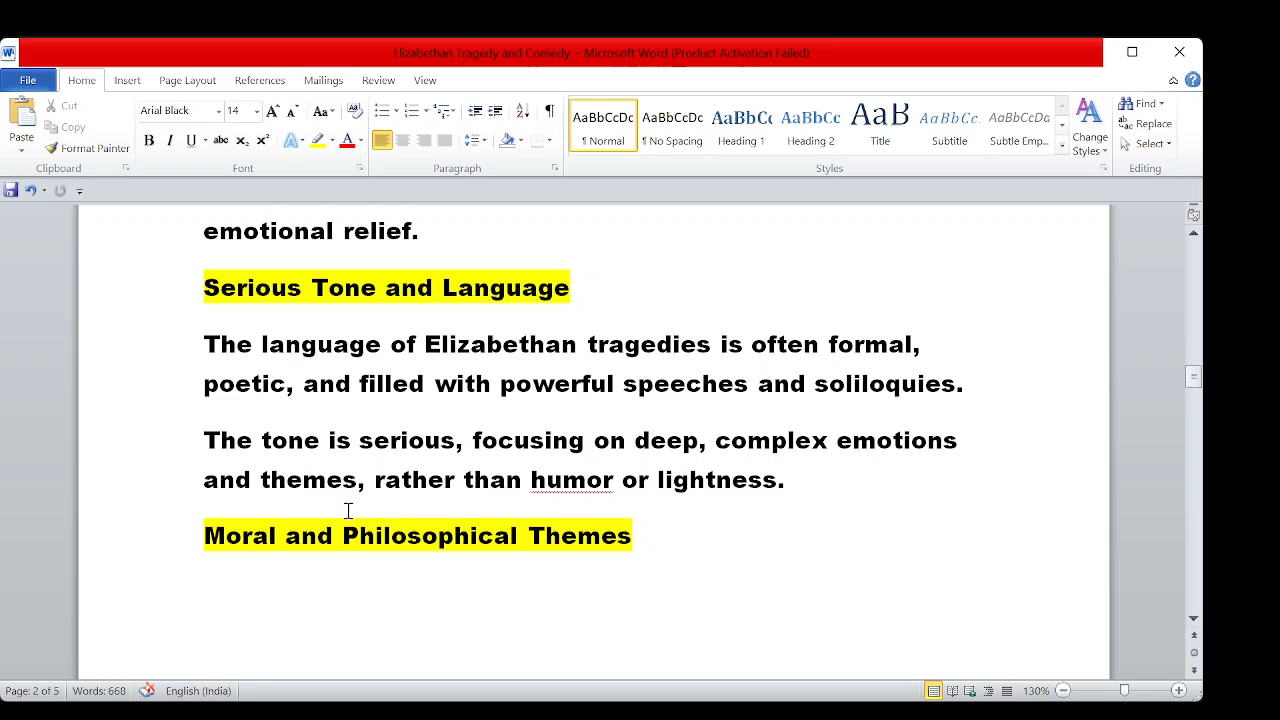 Elizabethan Tragedy and Comedy - Microsoft Word (Product Activation Failed)
File Home Insert Page Layout References Mailings Review View
Paste Cut Copy Format Painter
Arial Black 14
AaBbCcDc AaBbCcDc AaBbCc AaBbCc AaB AaBbCc. AaBbCcDc
¶ Normal ¶ No Spacing Heading 1 Heading 2 Title Subtitle Subtle Emp...
Change Styles
Find Replace Select
Clipboard Font Paragraph Styles Editing
emotional relief.
Serious Tone and Language
The language of Elizabethan tragedies is often formal,
poetic, and filled with powerful speeches and soliloquies.
The tone is serious, focusing on deep, complex emotions
and themes, rather than humor or lightness.
Moral and Philosophical Themes
Page: 2 of 5 Words: 668 English (India) 130%